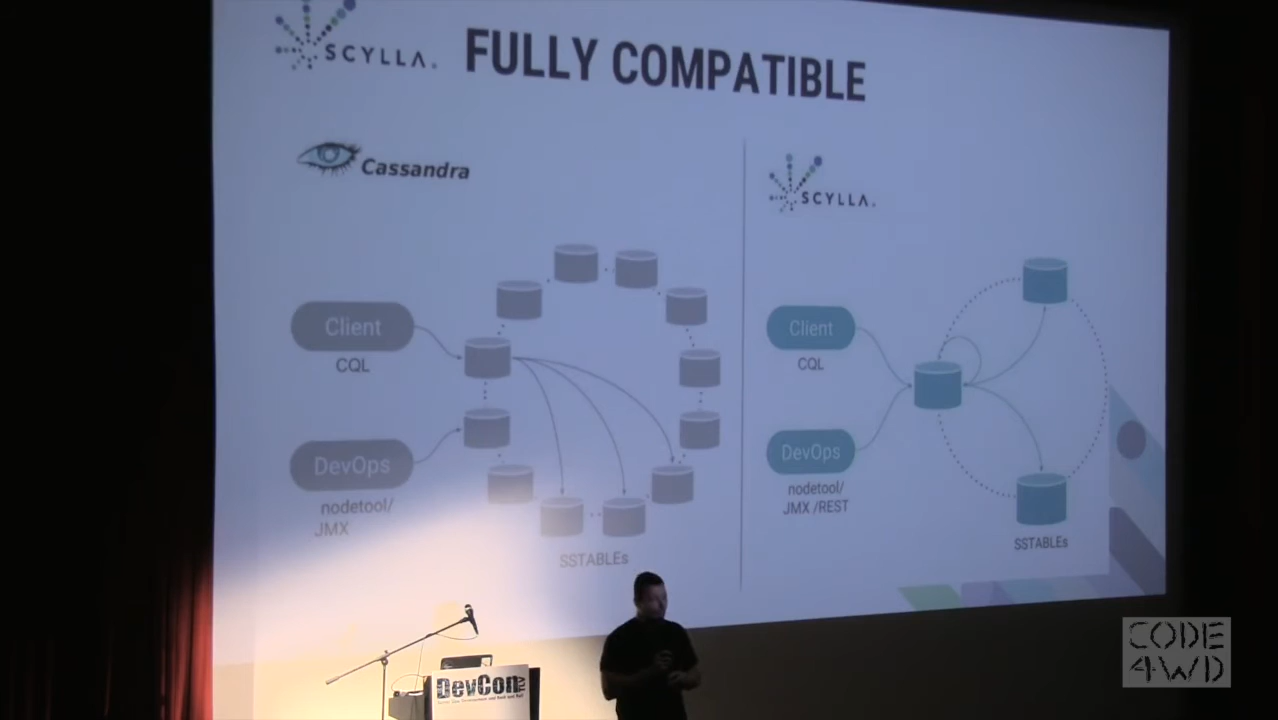 SCYLLA.
FULLY COMPATIBLE
Cassandra
SCYLLA.
Client
CQL
DevOps
nodetool/
JMX
SSTABLEs
Client
CQL
DevOps
nodetool/
JMX /REST
SSTABLEs
DevCon
TLV
CODE
4WD